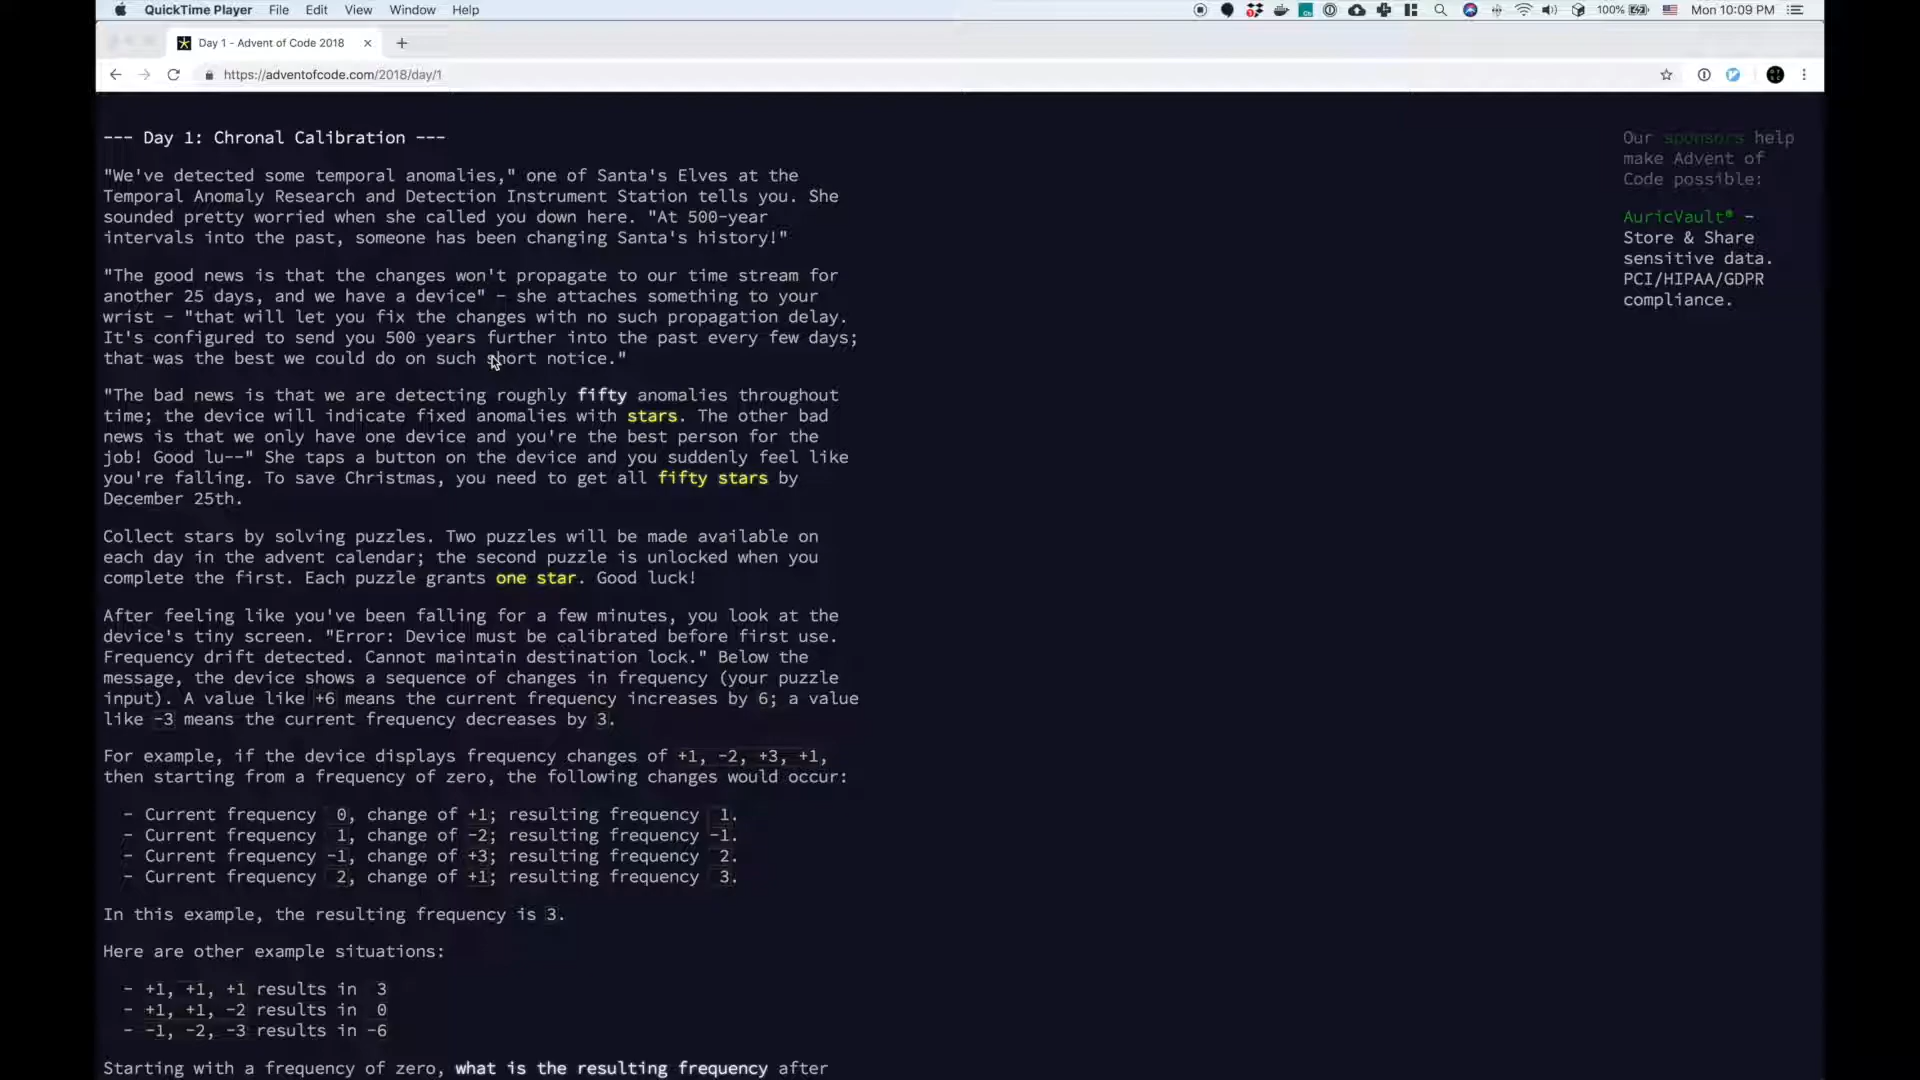 QuickTime Player File Edit View Window Help
100% Mon 10:09 PM
Day 1 - Advent of Code 2018
https://adventofcode.com/2018/day/1
--- Day 1: Chronal Calibration ---
"We've detected some temporal anomalies," one of Santa's Elves at the
Temporal Anomaly Research and Detection Instrument Station tells you. She
sounded pretty worried when she called you down here. "At 500-year
intervals into the past, someone has been changing Santa's history!"
"The good news is that the changes won't propagate to our time stream for
another 25 days, and we have a device" - she attaches something to your
wrist - "that will let you fix the changes with no such propagation delay.
It's configured to send you 500 years further into the past every few days;
that was the best we could do on such short notice."
"The bad news is that we are detecting roughly fifty anomalies throughout
time; the device will indicate fixed anomalies with stars. The other bad
news is that we only have one device and you're the best person for the
job! Good lu--" She taps a button on the device and you suddenly feel like
you're falling. To save Christmas, you need to get all fifty stars by
December 25th.
Collect stars by solving puzzles. Two puzzles will be made available on
each day in the advent calendar; the second puzzle is unlocked when you
complete the first. Each puzzle grants one star. Good luck!
After feeling like you've been falling for a few minutes, you look at the
device's tiny screen. "Error: Device must be calibrated before first use.
Frequency drift detected. Cannot maintain destination lock." Below the
message, the device shows a sequence of changes in frequency (your puzzle
input). A value like +6 means the current frequency increases by 6; a value
like -3 means the current frequency decreases by 3.
For example, if the device displays frequency changes of +1, -2, +3, +1,
then starting from a frequency of zero, the following changes would occur:
- Current frequency 0, change of +1; resulting frequency 1.
- Current frequency 1, change of -2; resulting frequency -1.
- Current frequency -1, change of +3; resulting frequency 2.
- Current frequency 2, change of +1; resulting frequency 3.
In this example, the resulting frequency is 3.
Here are other example situations:
- +1, +1, +1 results in 3
- +1, +1, -2 results in 0
- -1, -2, -3 results in -6
Starting with a frequency of zero, what is the resulting frequency after
Our sponsors help
make Advent of
Code possible:
AuricVault® -
Store & Share
sensitive data.
PCI/HIPAA/GDPR
compliance.